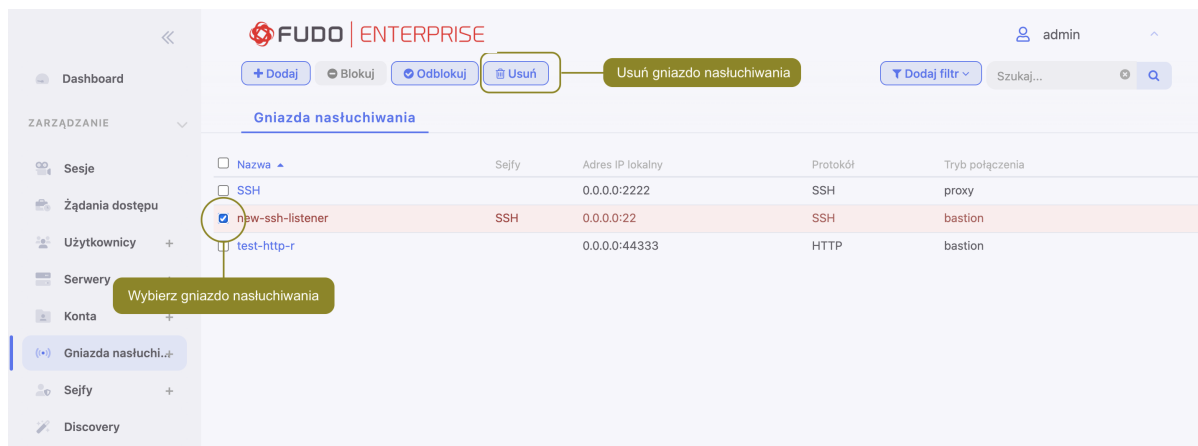 FUDO ENTERPRISE
admin
Dodaj
Blokuj
Odblokuj
Usuń
Usuń gniazdo nasłuchiwania
Dodaj filtr
Szukaj...
Dashboard
ZARZĄDZANIE
Gniazda nasłuchiwania
Nazwa Sejfy Adres IP lokalny Protokół Tryb połączenia
SSH 0.0.0.0:2222 SSH proxy
new-ssh-listener SSH 0.0.0.0:22 SSH bastion
test-http-r 0.0.0.0:44333 HTTP bastion
Wybierz gniazdo nasłuchiwania
Sesje
Żądania dostępu
Użytkownicy +
Serwery
Konta +
Gniazda nasłuchi..+
Sejfy +
Discovery